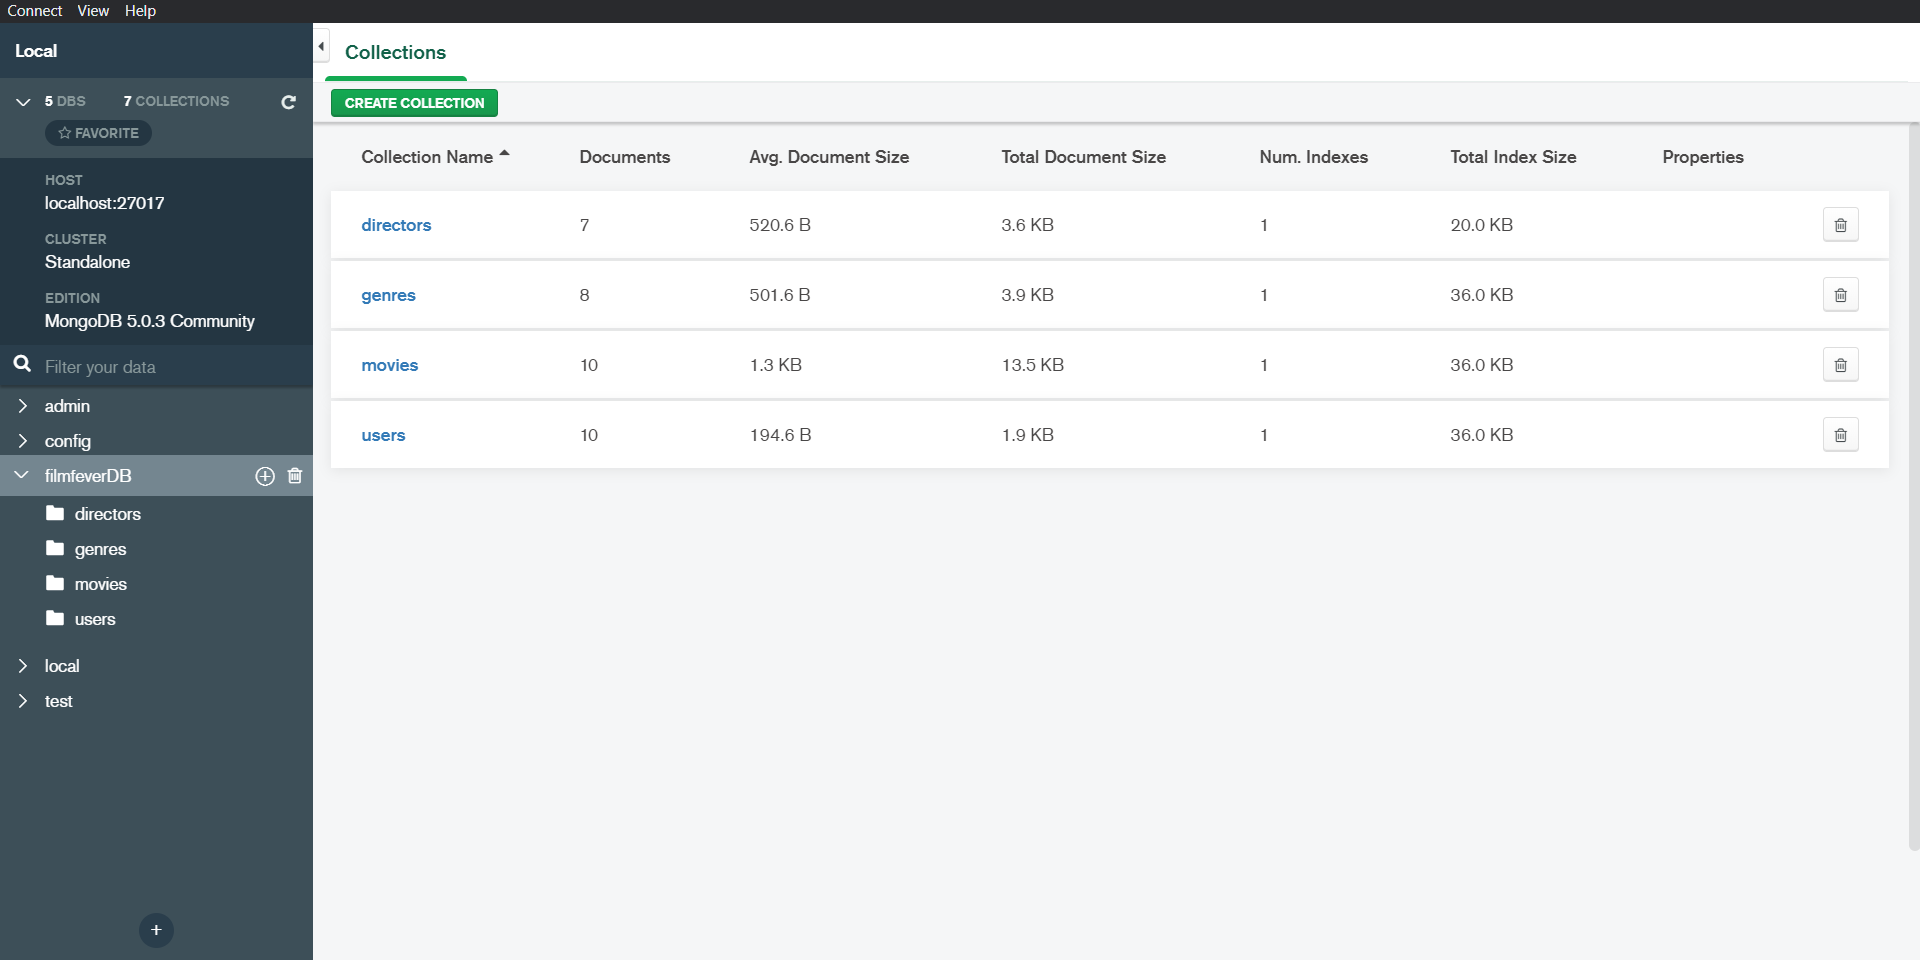 Connect View Help
Local
5 DBS 7 COLLECTIONS
FAVORITE
HOST
localhost:27017
CLUSTER
Standalone
EDITION
MongoDB 5.0.3 Community
Filter your data
admin
config
filmfeverDB
directors
genres
movies
users
local
test
+
Collections
CREATE COLLECTION
Collection Name Documents Avg. Document Size Total Document Size Num. Indexes Total Index Size Properties
directors 7 520.6 B 3.6 KB 1 20.0 KB
genres 8 501.6 B 3.9 KB 1 36.0 KB
movies 10 1.3 KB 13.5 KB 1 36.0 KB
users 10 194.6 B 1.9 KB 1 36.0 KB